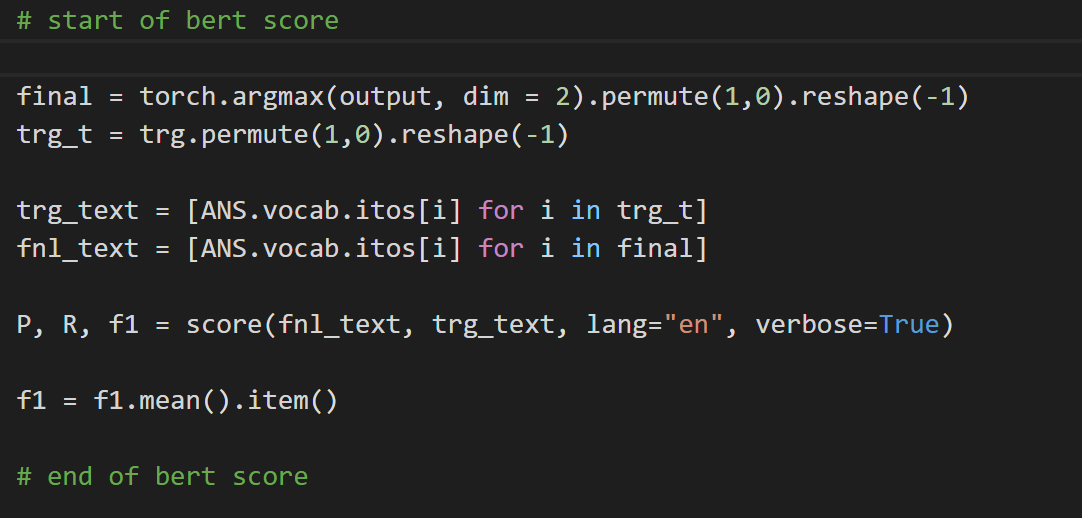 # start of bert score
final = torch.argmax(output, dim = 2).permute(1,0).reshape(-1)
trg_t = trg.permute(1,0).reshape(-1)
trg_text = [ANS.vocab.itos[i] for i in trg_t]
fnl_text = [ANS.vocab.itos[i] for i in final]
P, R, f1 = score(fnl_text, trg_text, lang="en", verbose=True)
f1 = f1.mean().item()
# end of bert score